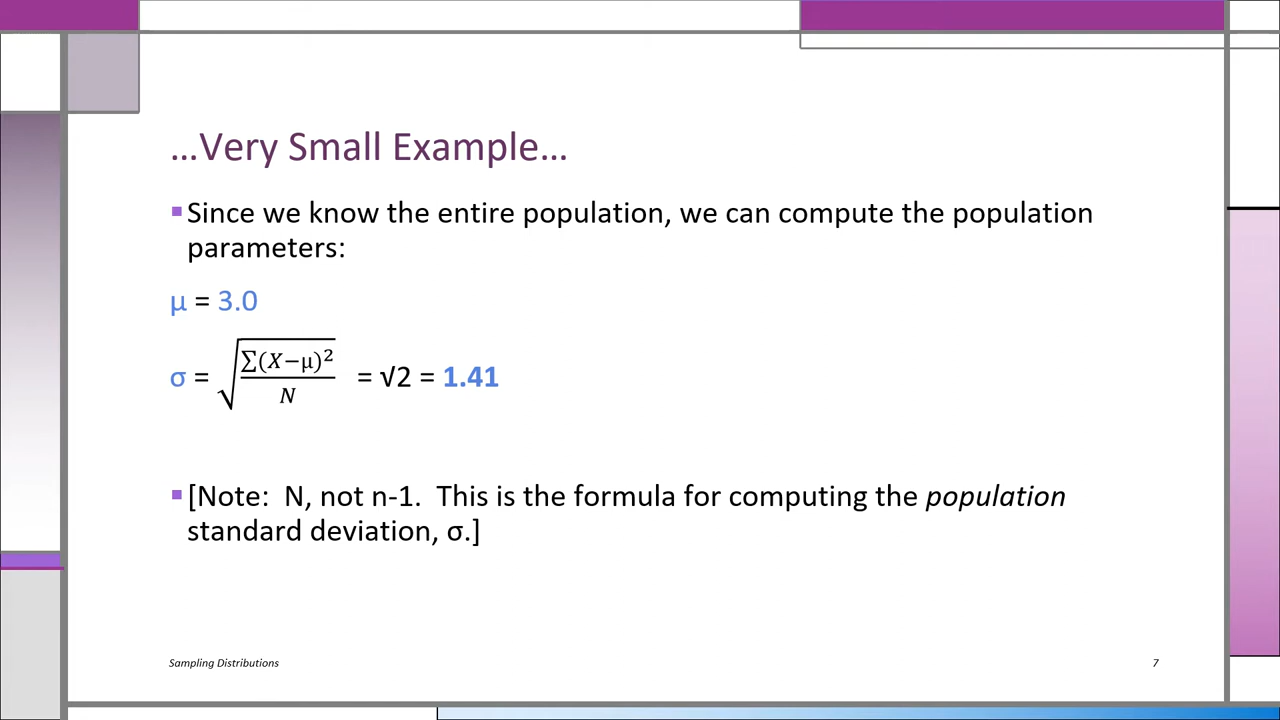 …Very Small Example…
▪Since we know the entire population, we can compute the population
parameters:
μ = 3.0
σ = √(∑(X−μ)²/N) = √2 = 1.41
▪[Note:  N, not n-1.  This is the formula for computing the population
standard deviation, σ.]
Sampling Distributions
7